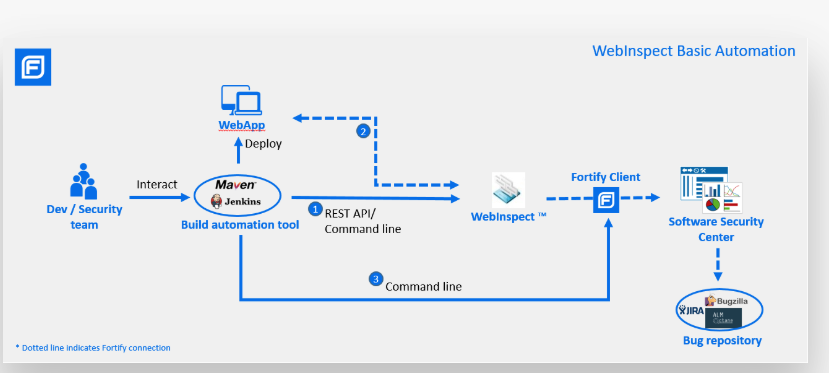 WebInspect Basic Automation
F
WebApp
Deploy
Interact
Maven
Jenkins
Dev / Security
team
Build automation tool
1
REST API/
Command line
2
WebInspect ™
Fortify Client
F
Software Security
Center
3
Command line
Bugzilla
JIRA
ALM
Octane
Bug repository
* Dotted line indicates Fortify connection